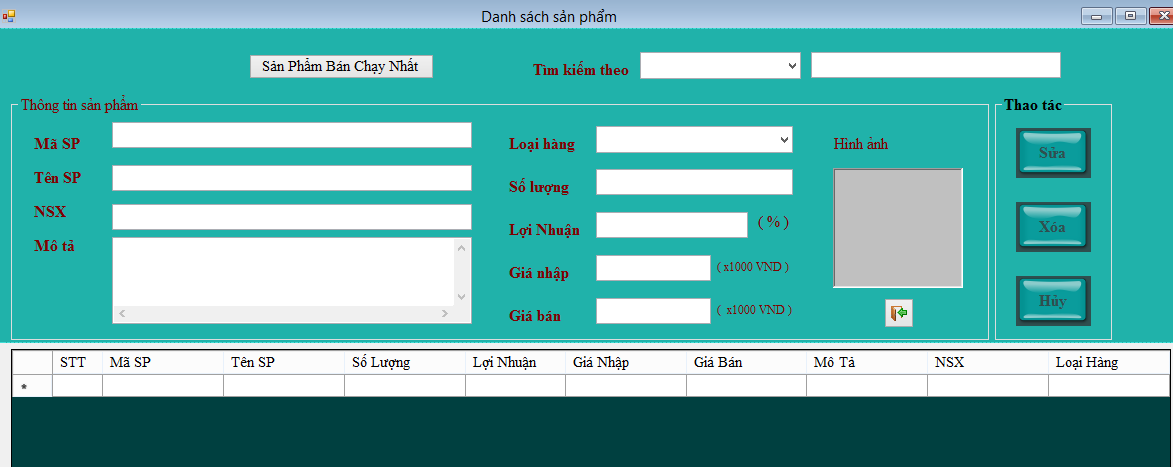 Danh sách sản phẩm
Sản Phẩm Bán Chạy Nhất
Tìm kiếm theo
Thông tin sản phẩm
Mã SP
Tên SP
NSX
Mô tả
Loại hàng
Số lượng
Lợi Nhuận
( % )
Giá nhập
( x1000 VND )
Giá bán
( x1000 VND )
Hình ảnh
Thao tác
Sửa
Xóa
Hủy
STT Mã SP Tên SP Số Lượng Lợi Nhuận Giá Nhập Giá Bán Mô Tả NSX Loại Hàng
*